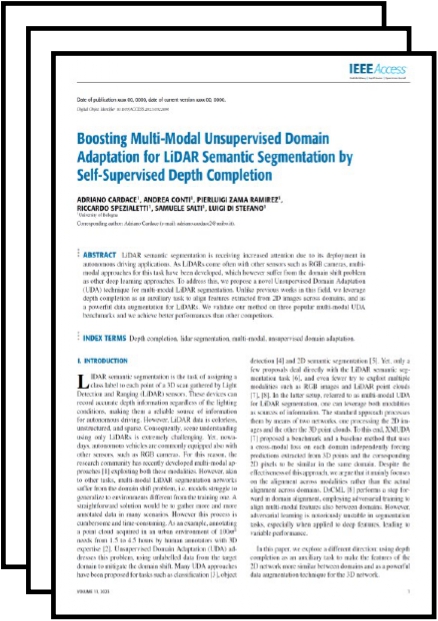 IEEE Access
Date of publication xxxx 00, 0000, date of current version xxxx 00, 0000.
Boosting Multi-Modal Unsupervised Domain
Adaptation for LiDAR Semantic Segmentation by
Self-Supervised Depth Completion
ADRIANO CARDACE¹, ANDREA CONTI¹, PIERLUIGI ZAMA RAMIREZ¹,
RICCARDO SPEZIALETTI¹, SAMUELE SALTI¹, LUIGI DI STEFANO¹
¹University of Bologna
Corresponding author: Adriano Cardace
ABSTRACT LiDAR semantic segmentation is receiving increased attention due to its deployment in
autonomous driving applications. As LiDARs come often with other sensors such as RGB cameras, multi-
modal approaches for this task have been developed, which however suffer from the domain shift problem
as other deep learning approaches. To address this, we propose a novel Unsupervised Domain Adaptation
(UDA) technique for multi-modal LiDAR segmentation. Unlike previous works in this field, we leverage
depth completion as an auxiliary task to align features extracted from 2D images across domains, and as
a powerful data augmentation for LiDARs. We validate our method on three popular multi-modal UDA
benchmarks and we achieve better performances than other competitors.
INDEX TERMS Depth completion, lidar segmentation, multi-modal, unsupervised domain adaptation.
I. INTRODUCTION
LIDAR semantic segmentation is the task of assigning a
class label to each point of a 3D scan gathered by Light
Detection and Ranging (LiDAR) sensors. These devices can
record accurate depth information regardless of the lighting
conditions, making them a reliable source of information
for autonomous driving. However, LiDAR data is colorless,
unstructured, and sparse. Consequently, scene understanding
using only LiDARs is extremely challenging. Yet, nowa-
days, autonomous vehicles are commonly equipped also with
other sensors, such as RGB cameras. For this reason, the
research community has recently developed multi-modal ap-
proaches [1] exploiting both these modalities. However, akin
to other tasks, multi-modal LiDAR segmentation networks
suffer from the domain shift problem, i.e. models struggle to
generalize to environments different from the training one. A
straightforward solution would be to gather more and more
annotated data in many scenarios. However this process is
cumbersome and time-consuming. As an example, annotating
a point cloud acquired in an urban environment of 100m²
needs from 1.5 to 4.5 hours by human annotators with 3D
expertise [2]. Unsupervised Domain Adaptation (UDA) ad-
dresses this problem, using unlabelled data from the target
domain to mitigate the domain shift. Many UDA approaches
have been proposed for tasks such as classification [3], object
detection [4] and 2D semantic segmentation [5]. Yet, only a
few proposals deal directly with the LiDAR semantic seg-
mentation task [6], and even fewer try to exploit multiple
modalities such as RGB images and LiDAR point clouds
[7], [8]. In the latter setup, referred to as multi-modal UDA
for LiDAR segmentation, one can leverage both modalities
as sources of information. The standard approach processes
them by means of two networks, one processing the 2D im-
ages and the other the 3D point clouds. To this end, XMUDA
[7] proposed a benchmark and a baseline method that uses
a cross-modal loss on each domain independently forcing
predictions extracted from 3D points and the corresponding
2D pixels to be similar in the same domain. Despite the
effectiveness of this approach, we argue that it mainly focuses
on the alignment across modalities rather than the actual
alignment across domains. DsCML [8] performs a step for-
ward in domain alignment, employing adversarial training to
align multi-modal features also between domains. However,
adversarial learning is notoriously unstable in segmentation
tasks, especially when applied to deep features, leading to
variable performance.
In this paper, we explore a different direction: using depth
completion as an auxiliary task to make the features of the
2D network more similar between domains and as a powerful
data augmentation technique for the 3D network.
VOLUME 11, 2023
1